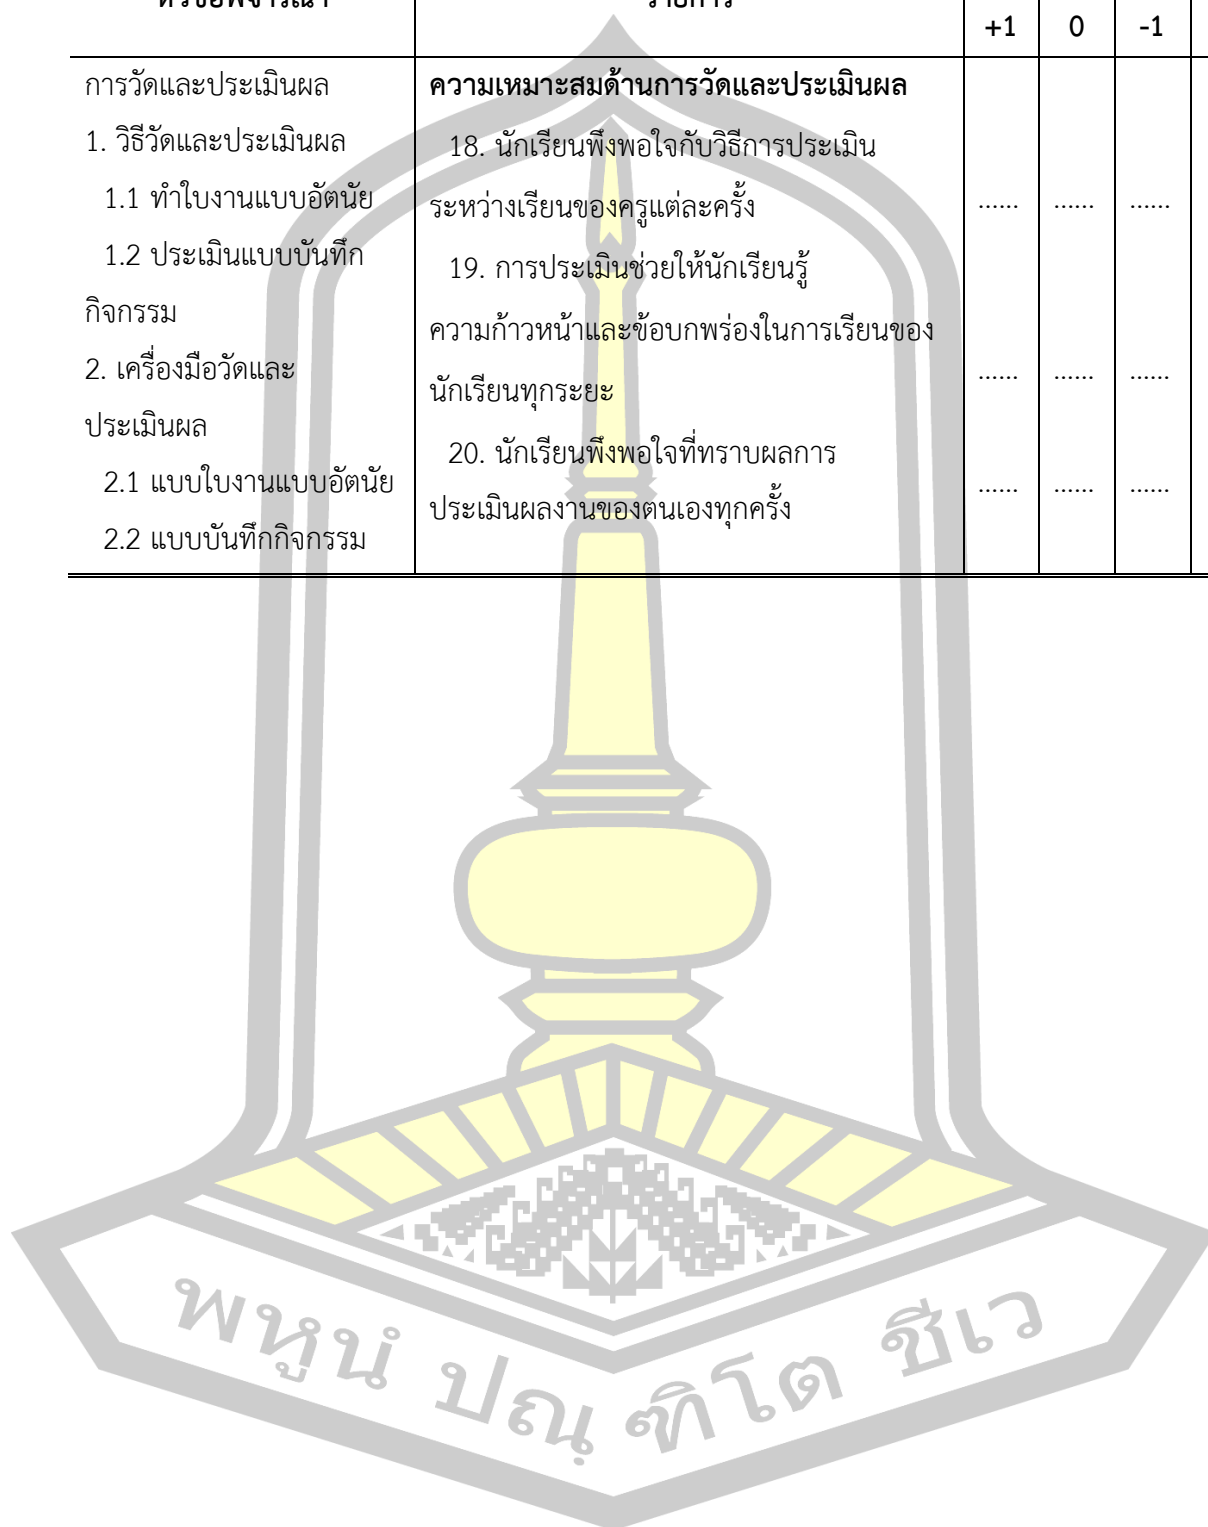 +1 0 -1
การวัดและประเมินผล
1. วิธีวัดและประเมินผล
1.1 ทำใบงานแบบอัตนัย
1.2 ประเมินแบบบันทึก
กิจกรรม
2. เครื่องมือวัดและ
ประเมินผล
2.1 แบบใบงานแบบอัตนัย
2.2 แบบบันทึกกิจกรรม
ความเหมาะสมด้านการวัดและประเมินผล
18. นักเรียนพึงพอใจกับวิธีการประเมิน
ระหว่างเรียนของครูแต่ละครั้ง
...... ...... ......
19. การประเมินช่วยให้นักเรียนรู้
ความก้าวหน้าและข้อบกพร่องในการเรียนของ
นักเรียนทุกระยะ
...... ...... ......
20. นักเรียนพึงพอใจที่ทราบผลการ
ประเมินผลงานของตนเองทุกครั้ง
...... ...... ......
พหูนํ ปณฺฑิโต ชีเว